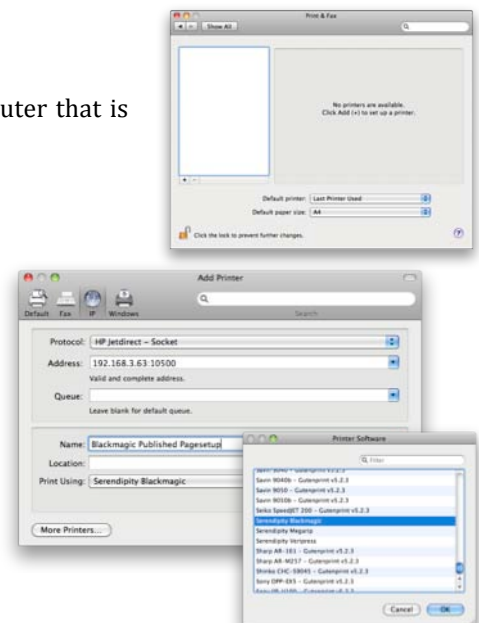 Print & Fax
Show All
uter that is
No printers are available.
Click Add (+) to set up a printer.
Default printer: Last Printer Used
Default paper size: A4
Click the lock to prevent further changes.
Add Printer
Default Fax IP Windows
Search
Protocol: HP Jetdirect – Socket
Address: 192.168.3.63:10500
Valid and complete address.
Queue:
Leave blank for default queue.
Name: Blackmagic Published Pagesetup
Location:
Print Using: Serendipity Blackmagic
More Printers...
Printer Software
Filter
Savin 9040b – Gutenprint v5.2.3
Savin 9050 – Gutenprint v5.2.3
Savin 9050b – Gutenprint v5.2.3
Seiko SpeedJET 200 – Gutenprint v5.2.3
Serendipity Blackmagic
Serendipity Megarip
Serendipity Veripress
Sharp AR-161 – Gutenprint v5.2.3
Sharp AR-M257 – Gutenprint v5.2.3
Shinko CHC-S9045 – Gutenprint v5.2.3
Sony DPP-EX5 – Gutenprint v5.2.3
Cancel OK